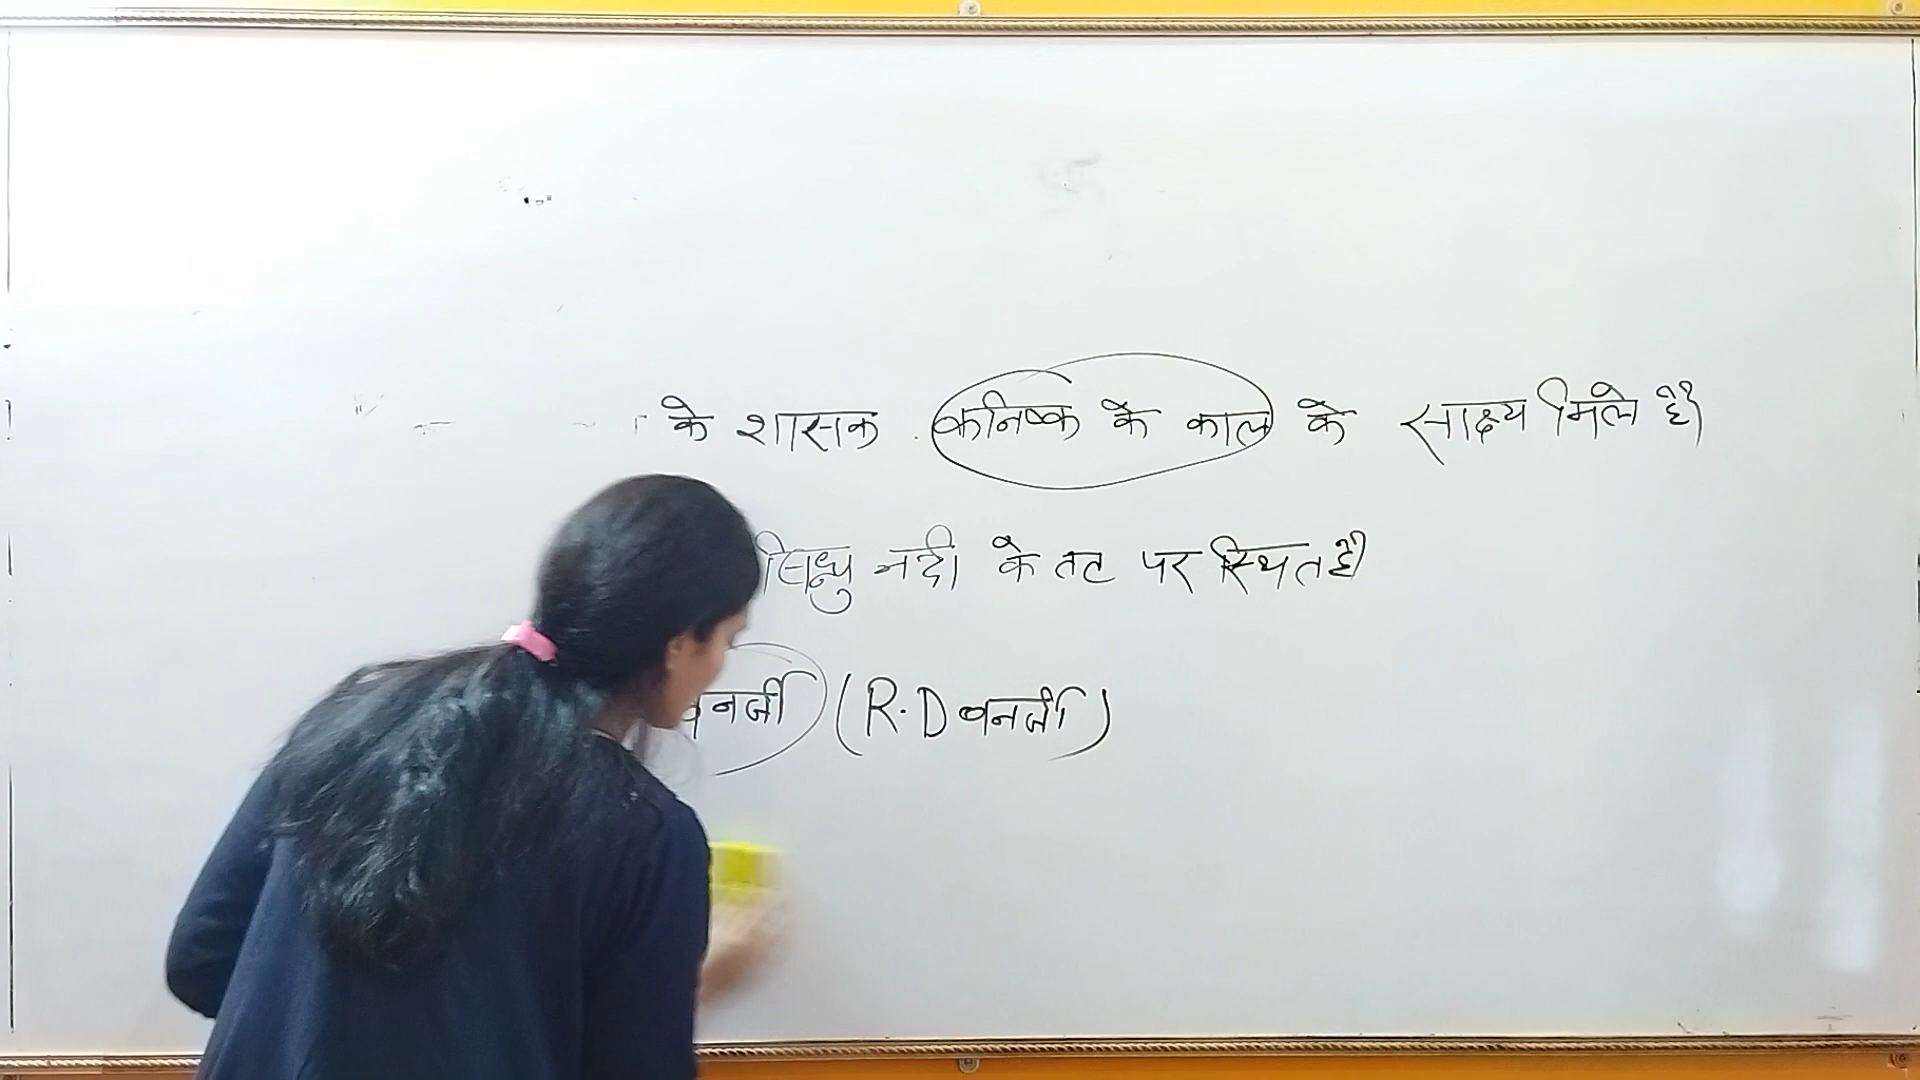 के शासक कनिष्क के काल के साक्ष्य मिले है।
सिन्धु नदी के तट पर स्थित है।
बनर्जी (R.D बनर्जी)